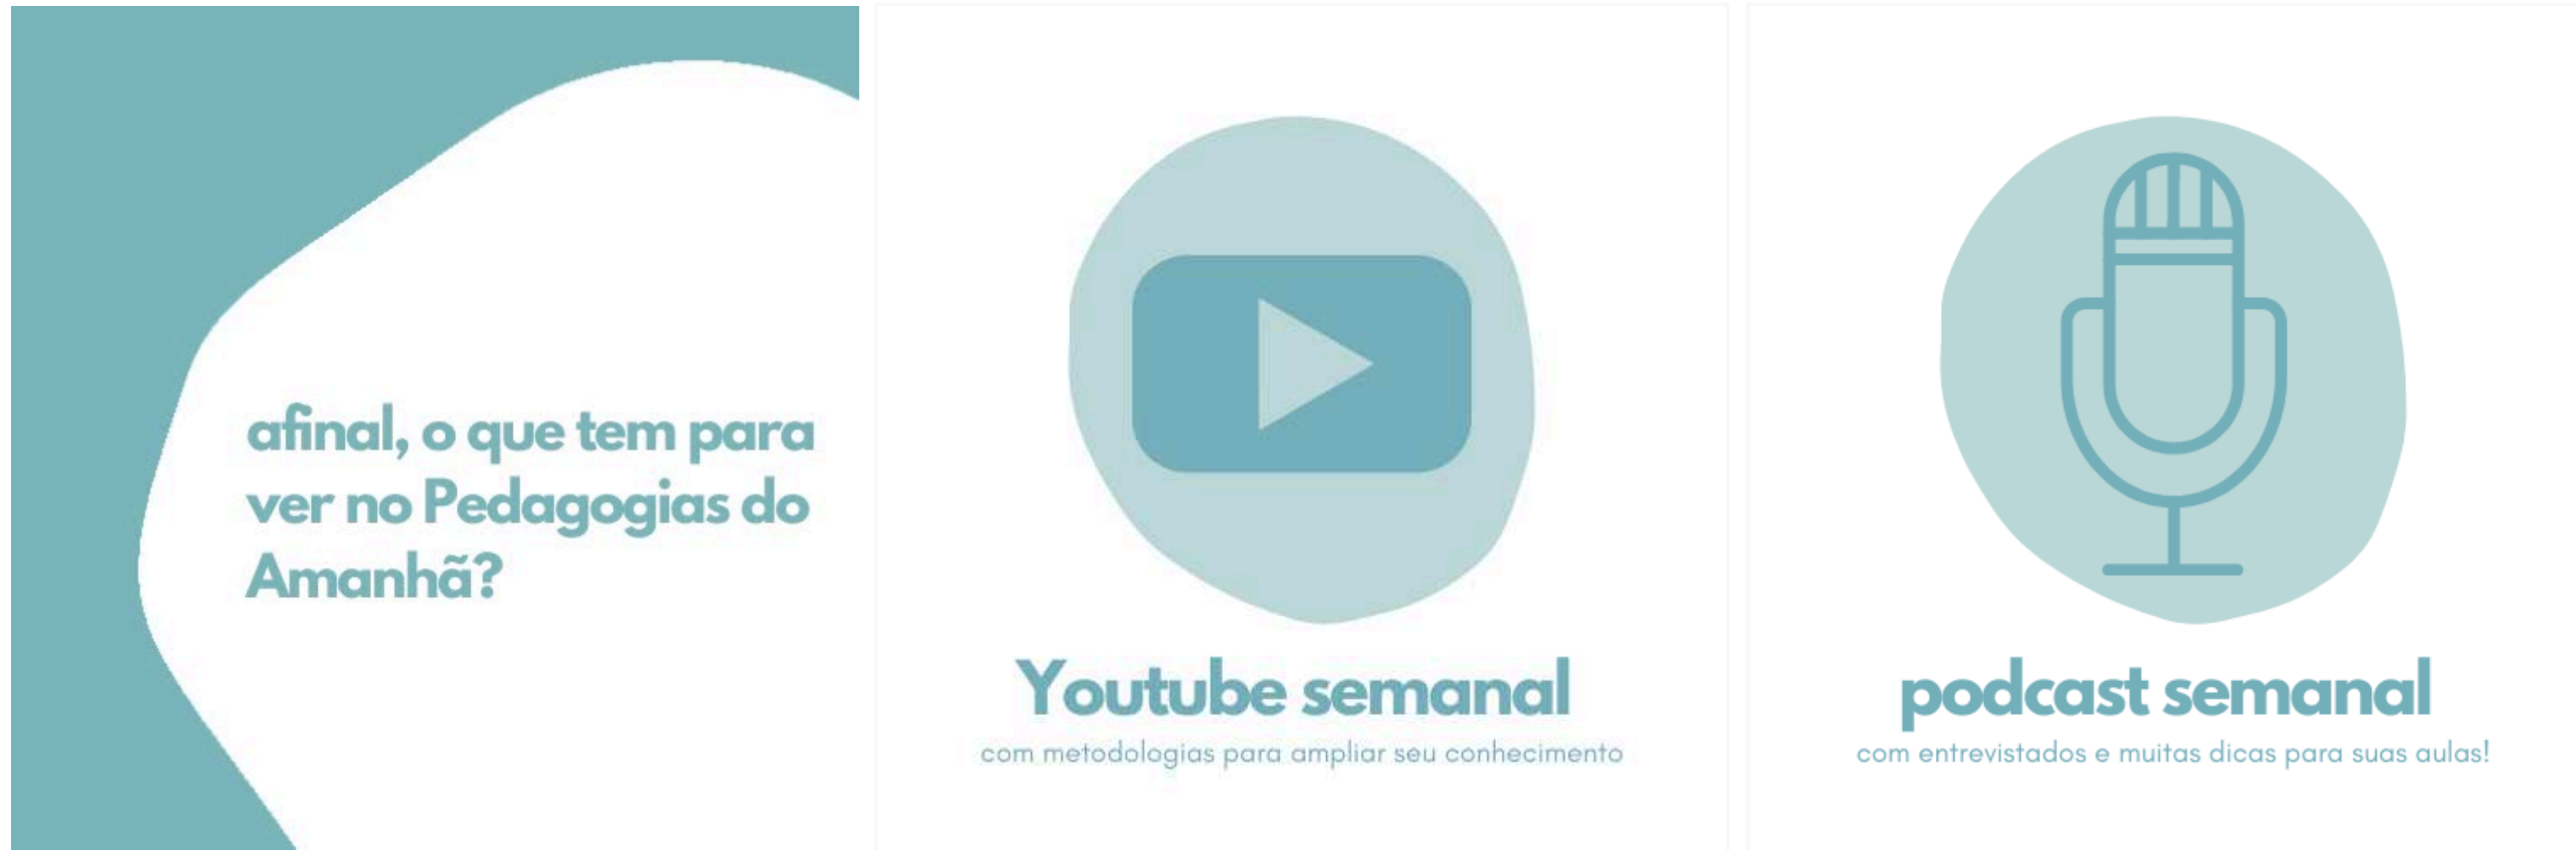 afinal, o que tem para
ver no Pedagogias do
Amanhã?
Youtube semanal
com metodologias para ampliar seu conhecimento
podcast semanal
com entrevistados e muitas dicas para suas aulas!